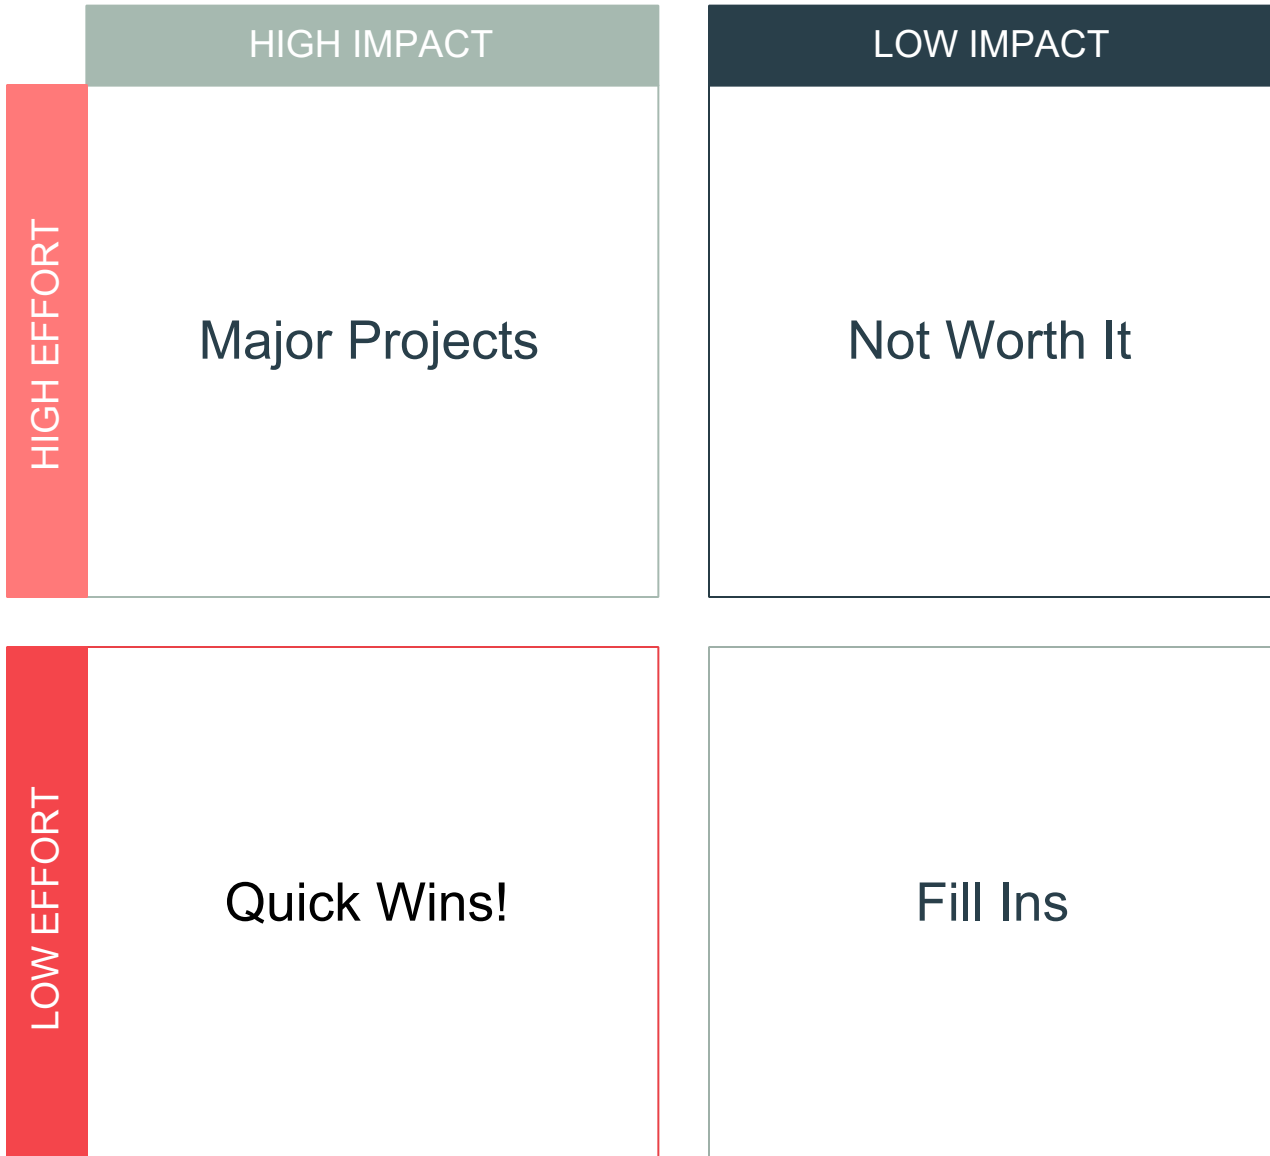 HIGH IMPACT
LOW IMPACT
HIGH EFFORT
Major Projects
Not Worth It
LOW EFFORT
Quick Wins!
Fill Ins